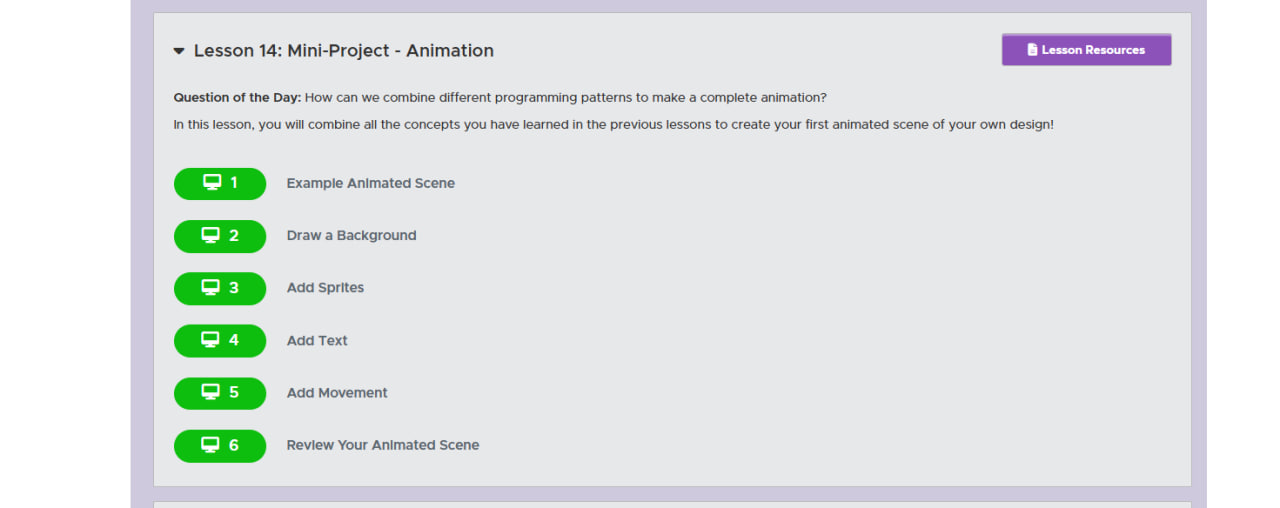 Lesson 14: Mini-Project - Animation
Lesson Resources
Question of the Day: How can we combine different programming patterns to make a complete animation?
In this lesson, you will combine all the concepts you have learned in the previous lessons to create your first animated scene of your own design!
1 Example Animated Scene
2 Draw a Background
3 Add Sprites
4 Add Text
5 Add Movement
6 Review Your Animated Scene